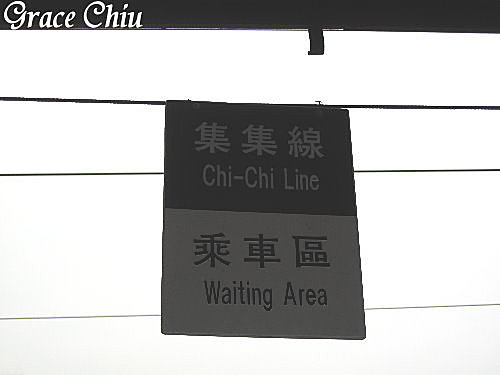 Grace Chiu
集集線
Chi-Chi Line
乘車區
Waiting Area